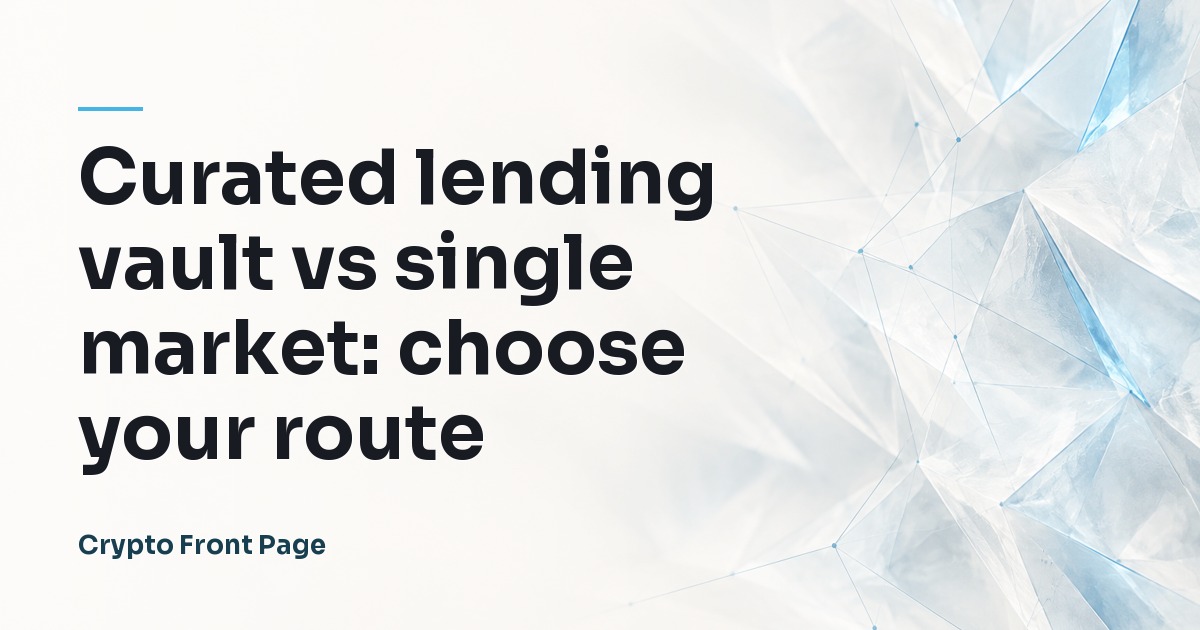 Curated lending
vault vs single
market: choose
your route
Crypto Front Page